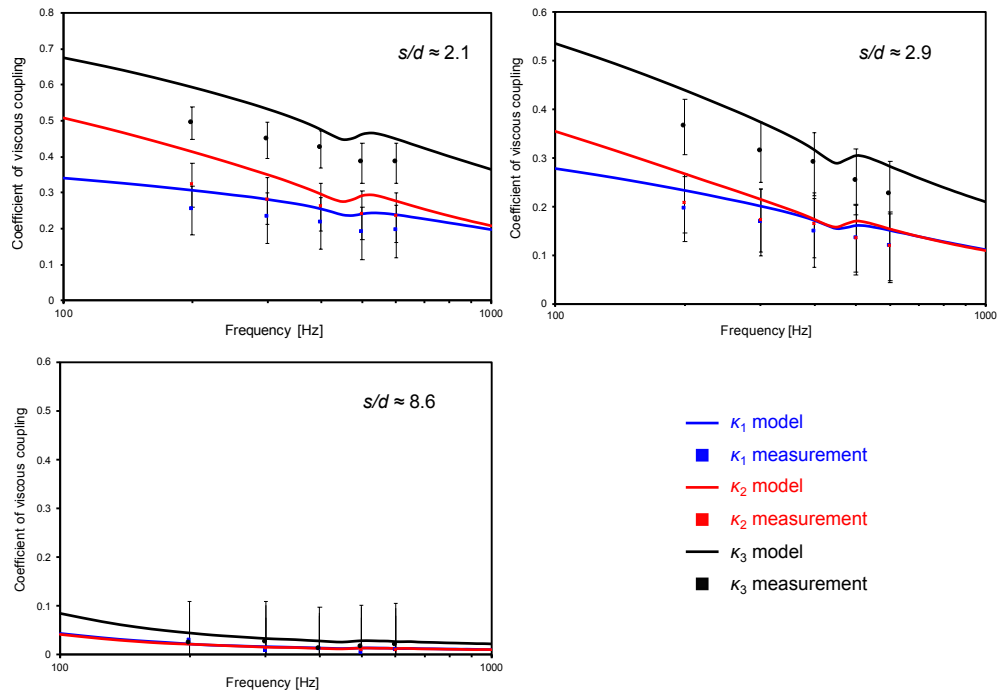 0.8
0.7
0.6
0.5
0.4
0.3
0.2
0.1
0
Coefficient of viscous coupling
s/d ≈ 2.1
100
1000
Frequency [Hz]
0.6
0.5
0.4
0.3
0.2
0.1
0
Coefficient of viscous coupling
s/d ≈ 2.9
100
1000
Frequency [Hz]
0.6
0.5
0.4
0.3
0.2
0.1
0
Coefficient of viscous coupling
s/d ≈ 8.6
100
1000
Frequency [Hz]
κ1 model
κ1 measurement
κ2 model
κ2 measurement
κ3 model
κ3 measurement